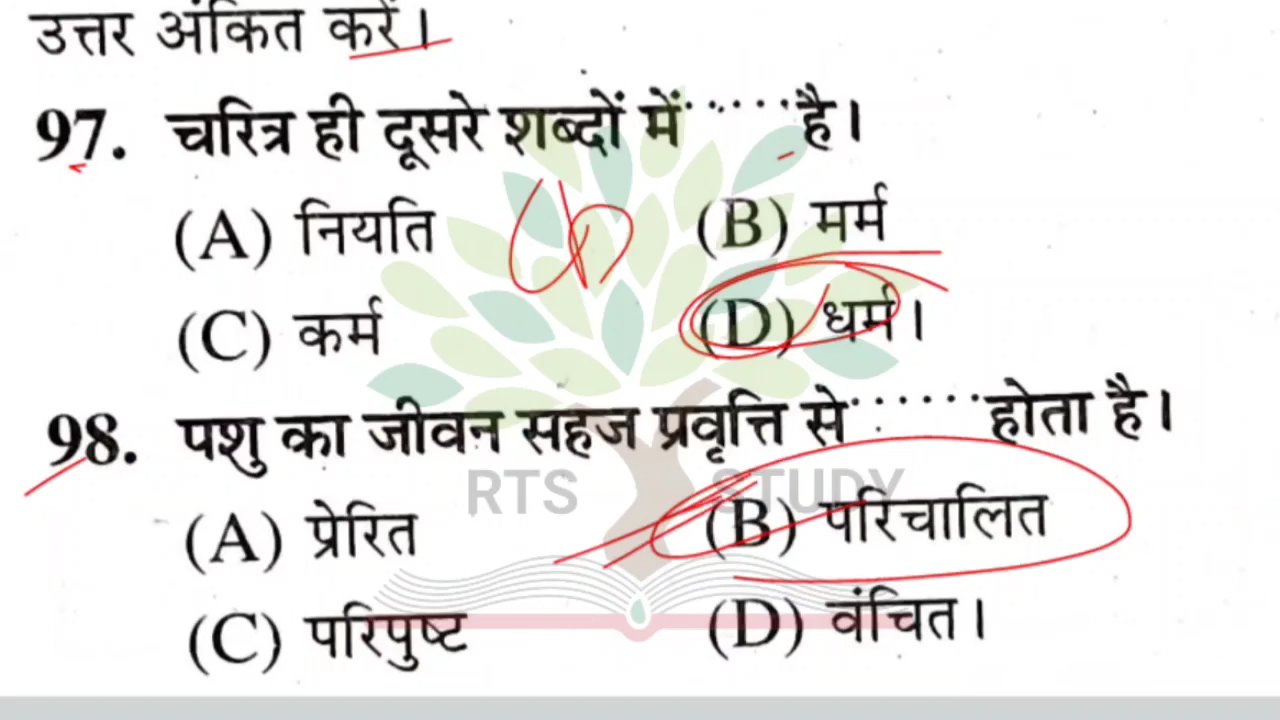 उत्तर अंकित करें।
97. चरित्र ही दूसरे शब्दों में ...... है।
(A) नियति (B) मर्म
(C) कर्म (D) धर्म।
98. पशु का जीवन सहज प्रवृत्ति से ...... होता है।
RTS STUDY
(A) प्रेरित (B) परिचालित
(C) परिपुष्ट (D) वंचित।